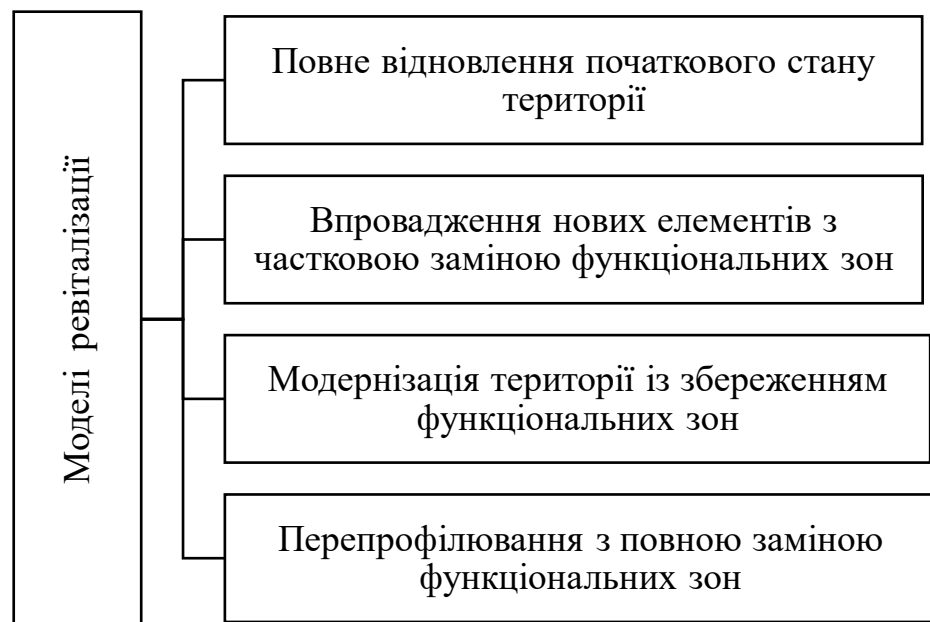 Моделі ревіталізації
Повне відновлення початкового стану
території
Впровадження нових елементів з
частковою заміною функціональних зон
Модернізація території із збереженням
функціональних зон
Перепрофілювання з повною заміною
функціональних зон